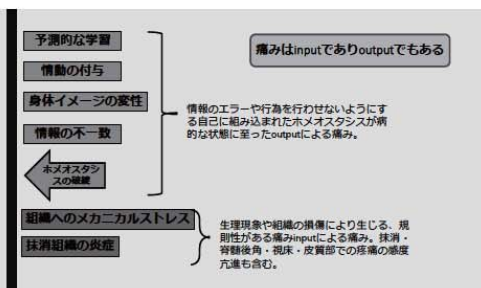 予測的な学習
痛みはinputでありoutputでもある
情動の付与
身体イメージの変性
情報の不一致
ホメオスタシ
スの破綻
情報のエラーや行為を行わせないようにす
る自己に組み込まれたホメオスタシスが病
的な状態に至ったoutputによる痛み。
組織へのメカニカルストレス
抹消組織の炎症
生理現象や組織の損傷により生じる、規
則性がある痛みinputによる痛み。抹消・
脊髄後角・視床・皮質部での疼痛の感度
亢進も含む。